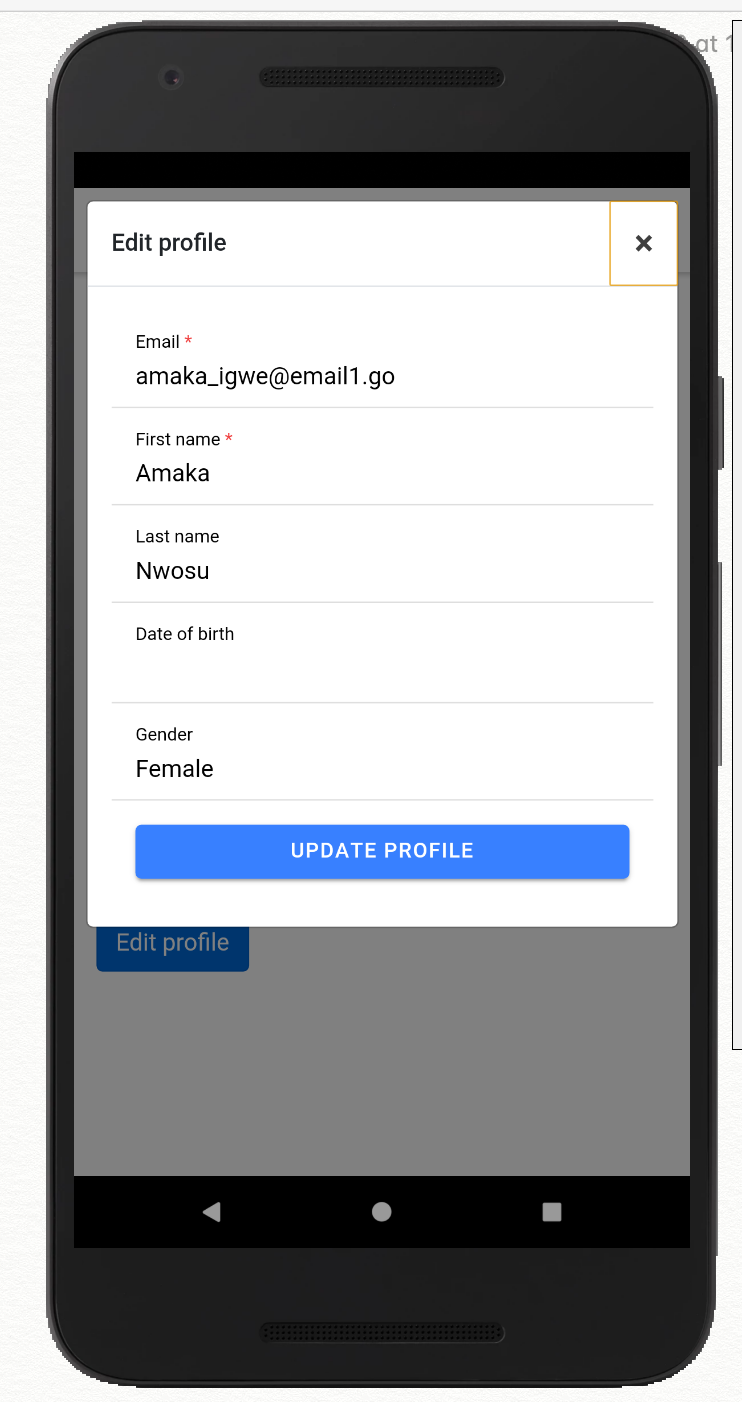 at 1
Edit profile
Email *
amaka_igwe@email1.go
First name *
Amaka
Last name
Nwosu
Date of birth
Gender
Female
UPDATE PROFILE
Edit profile